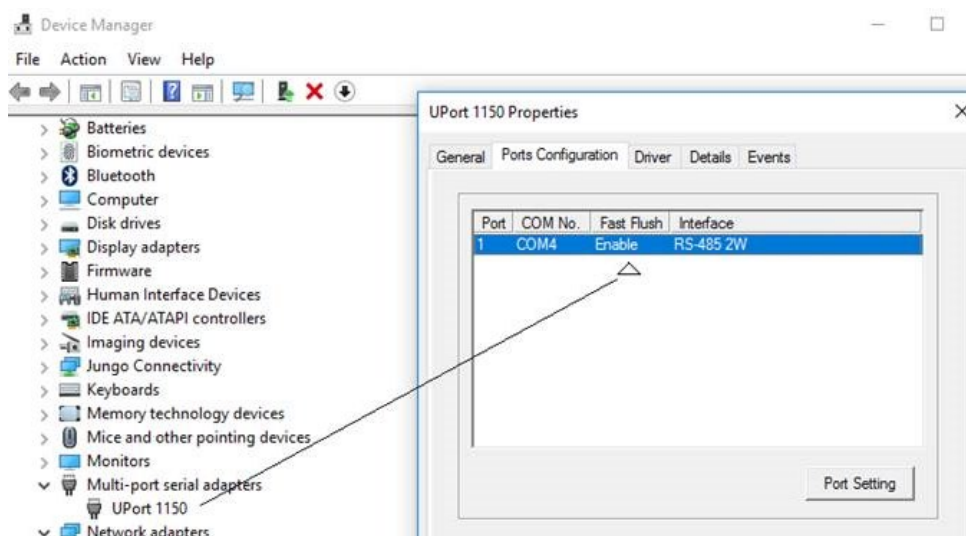 Device Manager
File Action View Help
Batteries
Biometric devices
Bluetooth
Computer
Disk drives
Display adapters
Firmware
Human Interface Devices
IDE ATA/ATAPI controllers
Imaging devices
Jungo Connectivity
Keyboards
Memory technology devices
Mice and other pointing devices
Monitors
Multi-port serial adapters
UPort 1150
Network adapters
UPort 1150 Properties
General Ports Configuration Driver Details Events
Port COM No. Fast Flush Interface
1 COM4 Enable RS-485 2W
Port Setting